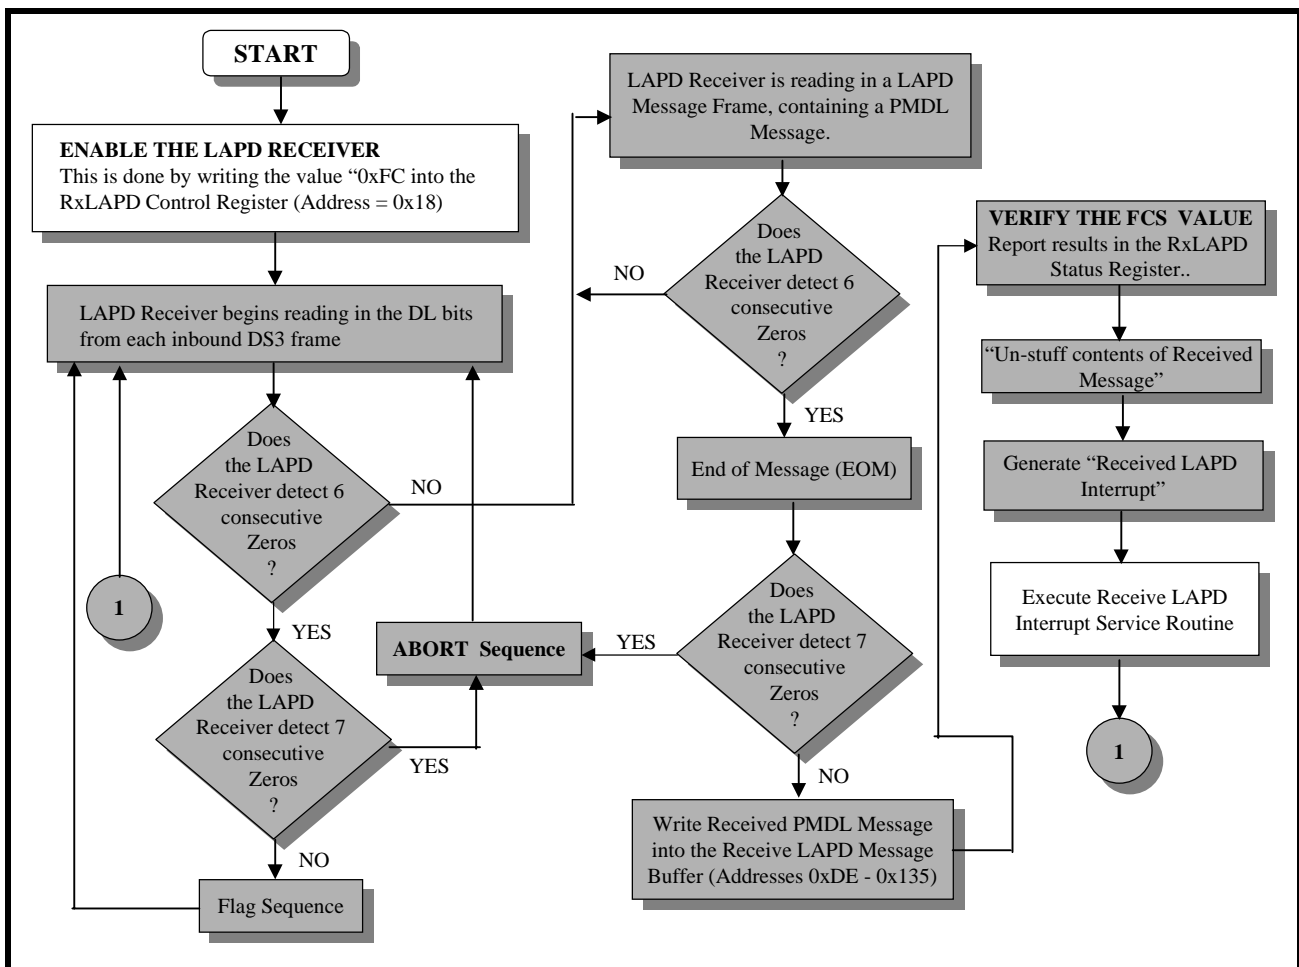 START
ENABLE THE LAPD RECEIVER
This is done by writing the value “0xFC into the
RxLAPD Control Register (Address = 0x18)
LAPD Receiver begins reading in the DL bits
from each inbound DS3 frame
Does
the LAPD
Receiver detect 6
consecutive
Zeros
?
NO
YES
1
Does
the LAPD
Receiver detect 7
consecutive
Zeros
?
YES
NO
Flag Sequence
ABORT Sequence
LAPD Receiver is reading in a LAPD
Message Frame, containing a PMDL
Message.
Does
the LAPD
Receiver detect 6
consecutive
Zeros
?
NO
YES
End of Message (EOM)
Does
the LAPD
Receiver detect 7
consecutive
Zeros
?
YES
NO
Write Received PMDL Message
into the Receive LAPD Message
Buffer (Addresses 0xDE - 0x135)
VERIFY THE FCS VALUE
Report results in the RxLAPD
Status Register..
“Un-stuff contents of Received
Message”
Generate “Received LAPD
Interrupt”
Execute Receive LAPD
Interrupt Service Routine
1